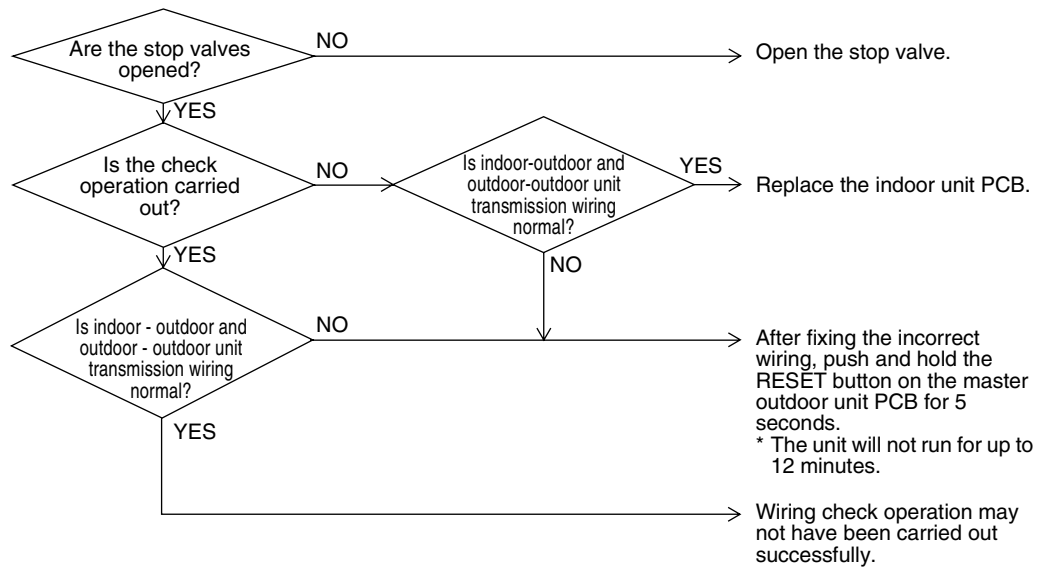 Are the stop valves
opened?
NO
Open the stop valve.
YES
Is the check
operation carried
out?
NO
Is indoor-outdoor and
outdoor-outdoor unit
transmission wiring
normal?
YES
Replace the indoor unit PCB.
YES
NO
Is indoor - outdoor and
outdoor - outdoor unit
transmission wiring
normal?
NO
After fixing the incorrect
wiring, push and hold the
RESET button on the master
outdoor unit PCB for 5
seconds.
* The unit will not run for up to
12 minutes.
YES
Wiring check operation may
not have been carried out
successfully.